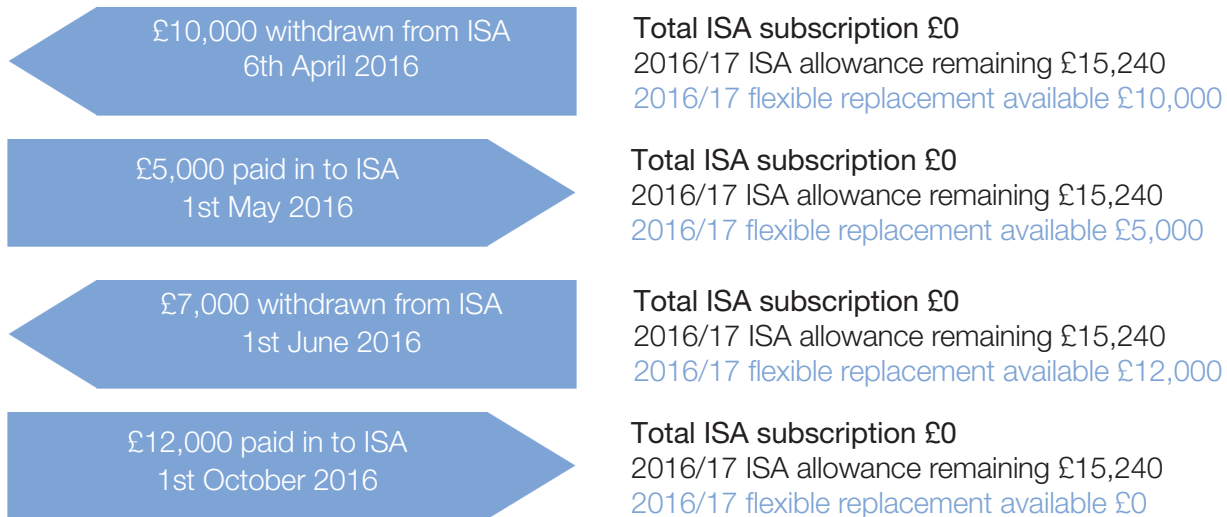 £10,000 withdrawn from ISA
6th April 2016
Total ISA subscription £0
2016/17 ISA allowance remaining £15,240
2016/17 flexible replacement available £10,000
£5,000 paid in to ISA
1st May 2016
Total ISA subscription £0
2016/17 ISA allowance remaining £15,240
2016/17 flexible replacement available £5,000
£7,000 withdrawn from ISA
1st June 2016
Total ISA subscription £0
2016/17 ISA allowance remaining £15,240
2016/17 flexible replacement available £12,000
£12,000 paid in to ISA
1st October 2016
Total ISA subscription £0
2016/17 ISA allowance remaining £15,240
2016/17 flexible replacement available £0